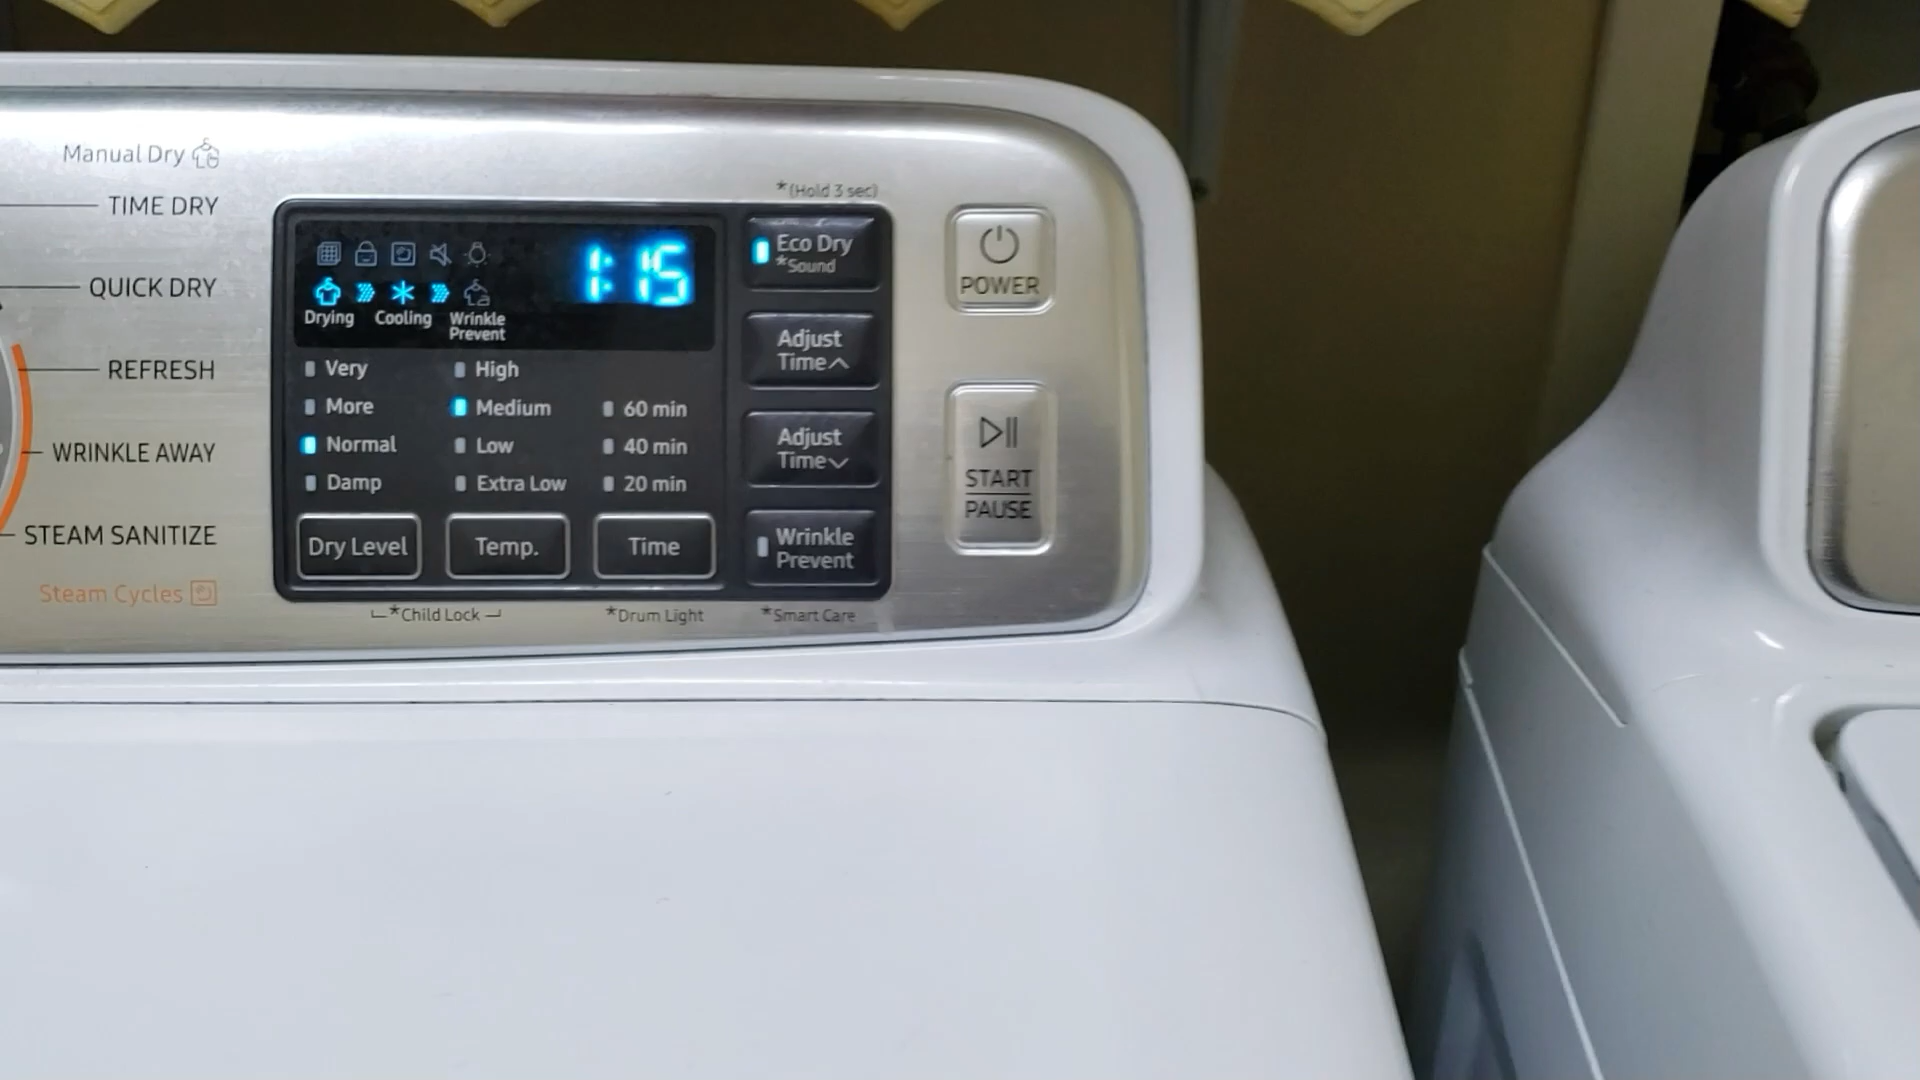 Manual Dry
TIME DRY
QUICK DRY
REFRESH
WRINKLE AWAY
STEAM SANITIZE
Steam Cycles
1:15
Drying
Cooling
Wrinkle
Prevent
Very
More
Normal
Damp
Dry Level
High
Medium
Low
Extra Low
Temp.
60 min
40 min
20 min
Time
*Child Lock
*Drum Light
*(Hold 3 sec)
Eco Dry
*Sound
Adjust
Time
Adjust
Time
Wrinkle
Prevent
*Smart Care
POWER
START
PAUSE